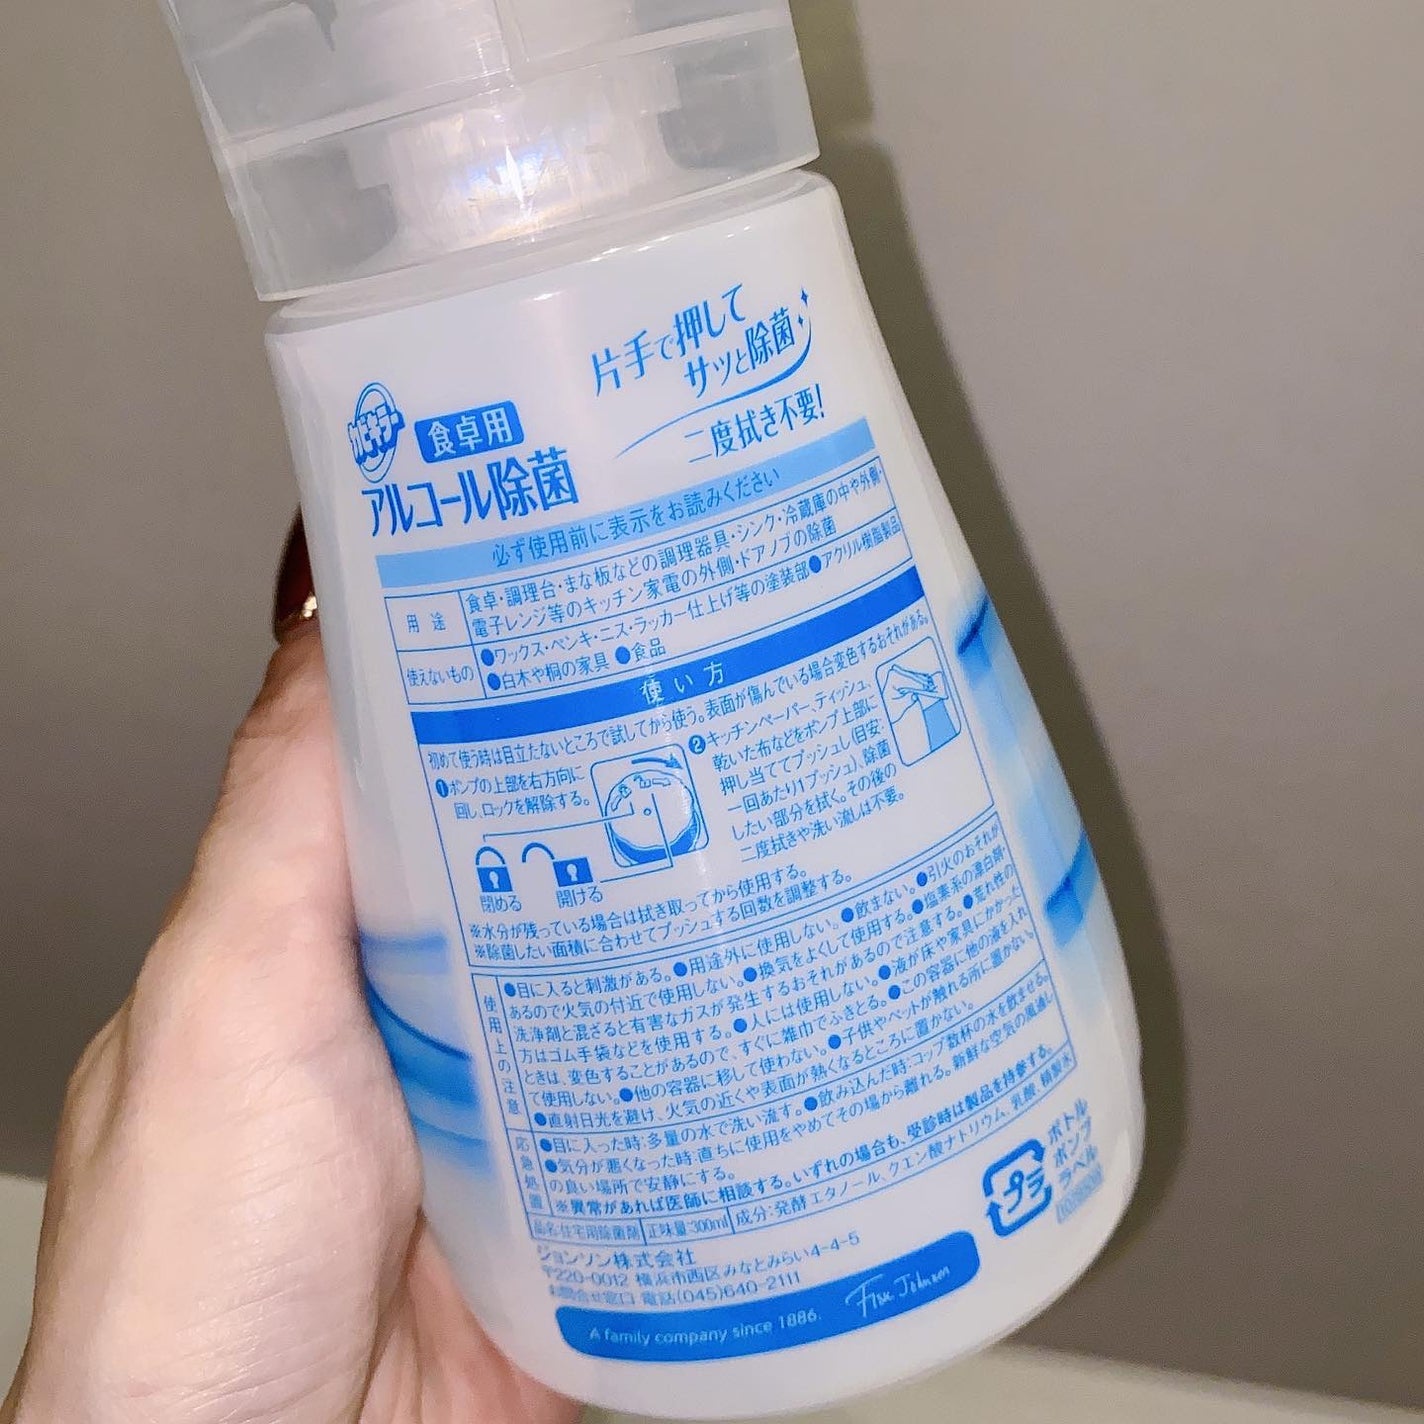 片手で押して
サッと除菌
二度拭き不要!
カビキラー
食卓用
アルコール除菌
必ず使用前に表示をお読みください
用途
食卓・調理台・まな板などの調理器具・シンク・冷蔵庫の中や外側・
電子レンジ等のキッチン家電の外側・ドアノブの除菌
使えないもの
●ワックス・ペンキ・ニス・ラッカー仕上げ等の塗装部●アクリル樹脂製品
●白木や桐の家具 ●食品
使い方
初めて使う時は目立たないところで試してから使う。表面が傷んでいる場合変色するおそれがある。
❶ポンプの上部を右方向に
回し、ロックを解除する。
閉める
開ける
❷キッチンペーパー、ティッシュ、
乾いた布などをポンプ上部に
押し当ててプッシュし(目安:
一回あたり1プッシュ)、除菌
したい部分を拭く。その後の
二度拭きや洗い流しは不要。
※水分が残っている場合は拭き取ってから使用する。
※除菌したい面積に合わせてプッシュする回数を調整する。
使用上の注意
●目に入ると刺激がある。●用途外に使用しない。●飲まない。●引火のおそれが
あるので火気の付近で使用しない。●換気をよくして使用する。●塩素系の漂白剤・
洗浄剤と混ざると有害なガスが発生するおそれがあるので注意する。●荒れ性の
方はゴム手袋などを使用する。●人には使用しない。●液が床や家具にかかった
ときは、変色することがあるので、すぐに雑巾でふきとる。●この容器に他の液を入れ
て使用しない。●他の容器に移して使わない。●子供やペットが触れる所に置かない。
●直射日光を避け、火気の近くや表面が熱くなるところに置かない。
応急処置
●目に入った時:多量の水で洗い流す。●飲み込んだ時:コップ数杯の水を飲ませる。
●気分が悪くなった時:直ちに使用をやめてその場から離れる。新鮮な空気の風通し
の良い場所で安静にする。
※異常があれば医師に相談する。いずれの場合も、受診時は製品を持参する。
品名:住宅用除菌剤 正味量:300ml 成分:発酵エタノール、クエン酸ナトリウム、乳酸、精製水
ジョンソン株式会社
〒220-0012 横浜市西区みなとみらい4-4-5
お問合せ窓口 電話(045)640-2111
プラ
ボトル
ポンプ
ラベル
A family company since 1886.
Fisk Johnson